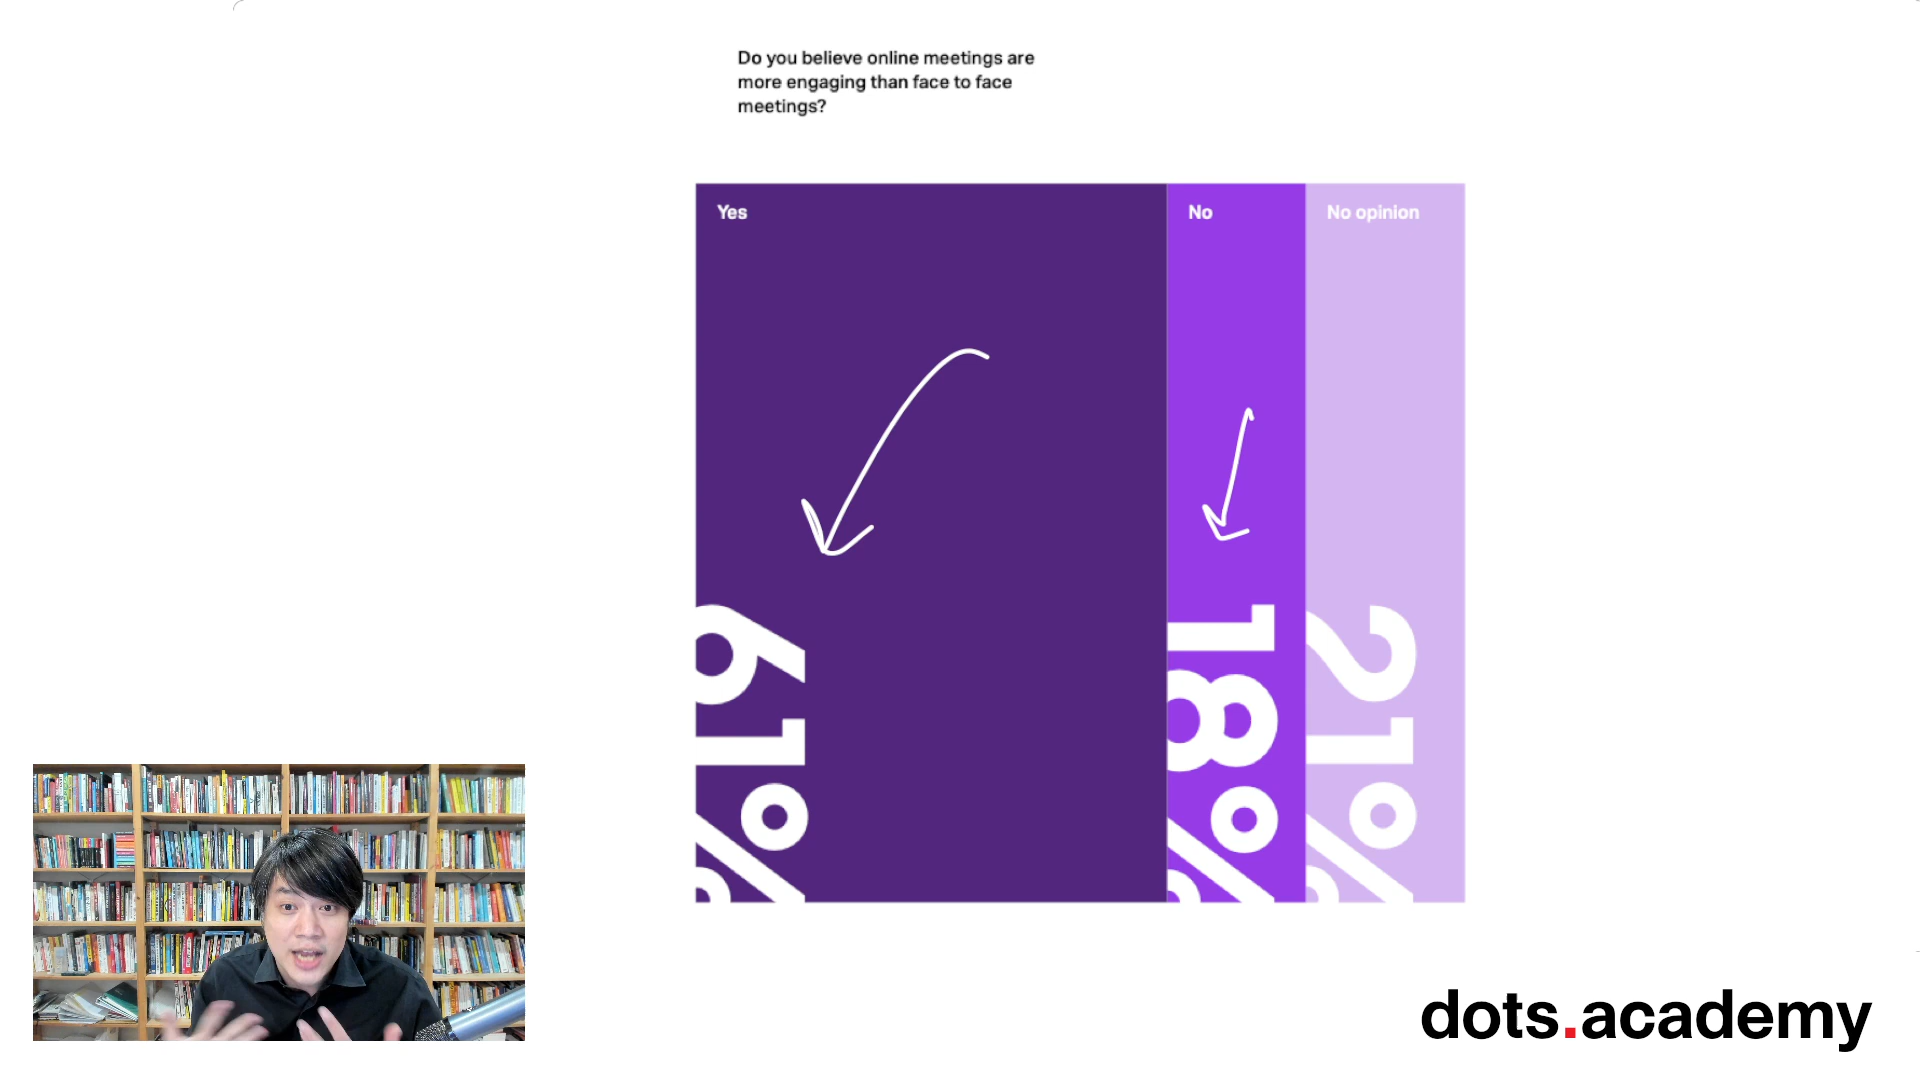 Do you believe online meetings are
more engaging than face to face
meetings?
Yes
No
No opinion
61%
18%
21%
dots.academy